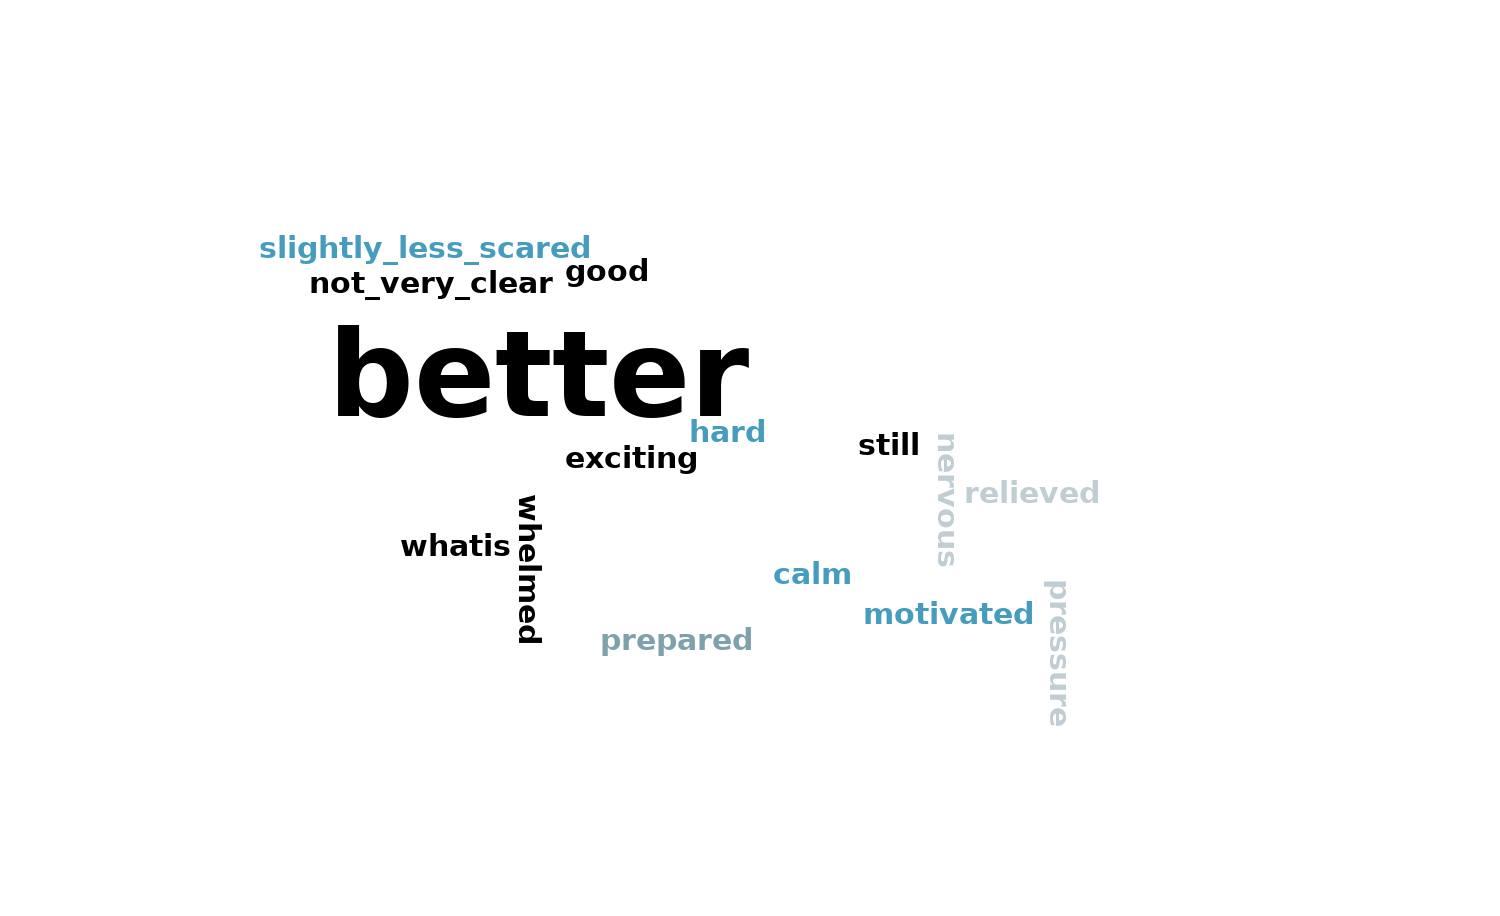 slightly_less_scared
good
not_very_clear
better
hard
exciting
still
nervous
relieved
whelmed
whatis
calm
motivated
pressure
prepared